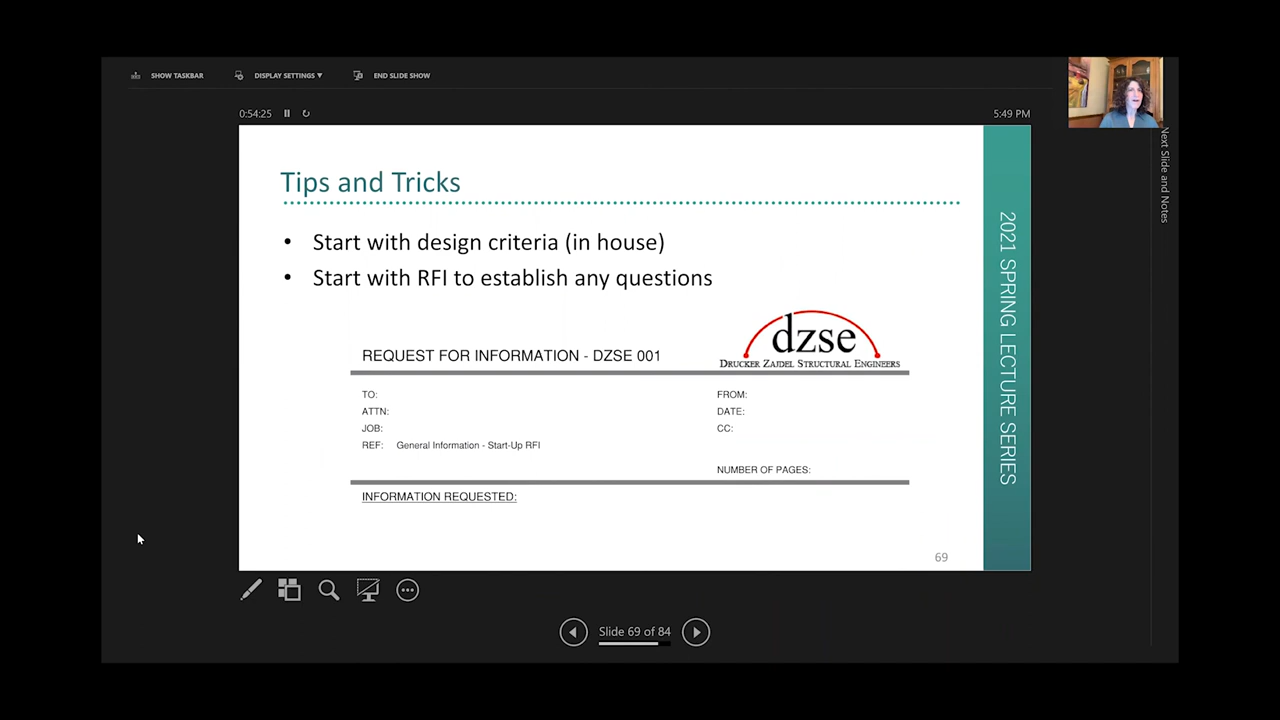 SHOW TASKBAR DISPLAY SETTINGS ▼ END SLIDE SHOW
0:54:25 5:49 PM
Next Slide and Notes
Tips and Tricks
• Start with design criteria (in house)
• Start with RFI to establish any questions
dzse
DRUCKER ZAJDEL STRUCTURAL ENGINEERS
REQUEST FOR INFORMATION - DZSE 001
TO: FROM:
ATTN: DATE:
JOB: CC:
REF: General Information - Start-Up RFI
NUMBER OF PAGES:
INFORMATION REQUESTED:
69
2021 SPRING LECTURE SERIES
Slide 69 of 84